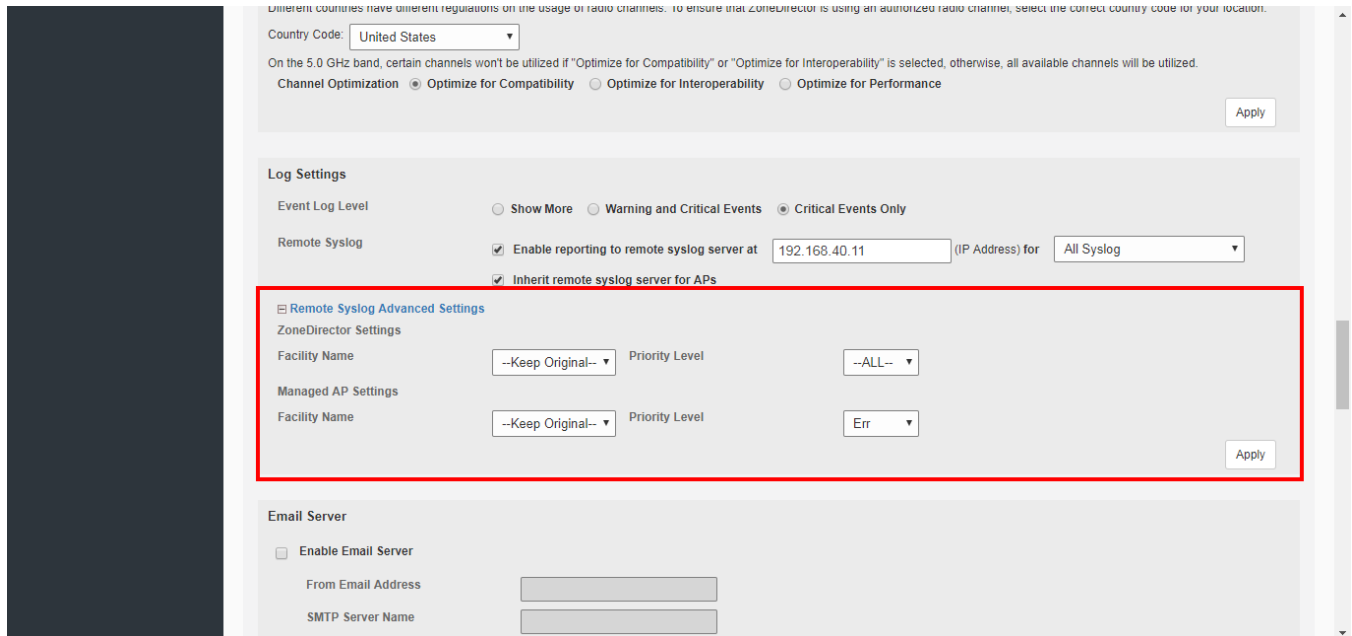 Different countries have different regulations on the usage of radio channels. To ensure that ZoneDirector is using an authorized radio channel, select the correct country code for your location.
Country Code: United States
On the 5.0 GHz band, certain channels won't be utilized if "Optimize for Compatibility" or "Optimize for Interoperability" is selected, otherwise, all available channels will be utilized.
Channel Optimization Optimize for Compatibility Optimize for Interoperability Optimize for Performance
Apply
Log Settings
Event Log Level Show More Warning and Critical Events Critical Events Only
Remote Syslog Enable reporting to remote syslog server at 192.168.40.11 (IP Address) for All Syslog
Inherit remote syslog server for APs
Remote Syslog Advanced Settings
ZoneDirector Settings
Facility Name --Keep Original-- Priority Level --ALL--
Managed AP Settings
Facility Name --Keep Original-- Priority Level Err
Apply
Email Server
Enable Email Server
From Email Address
SMTP Server Name